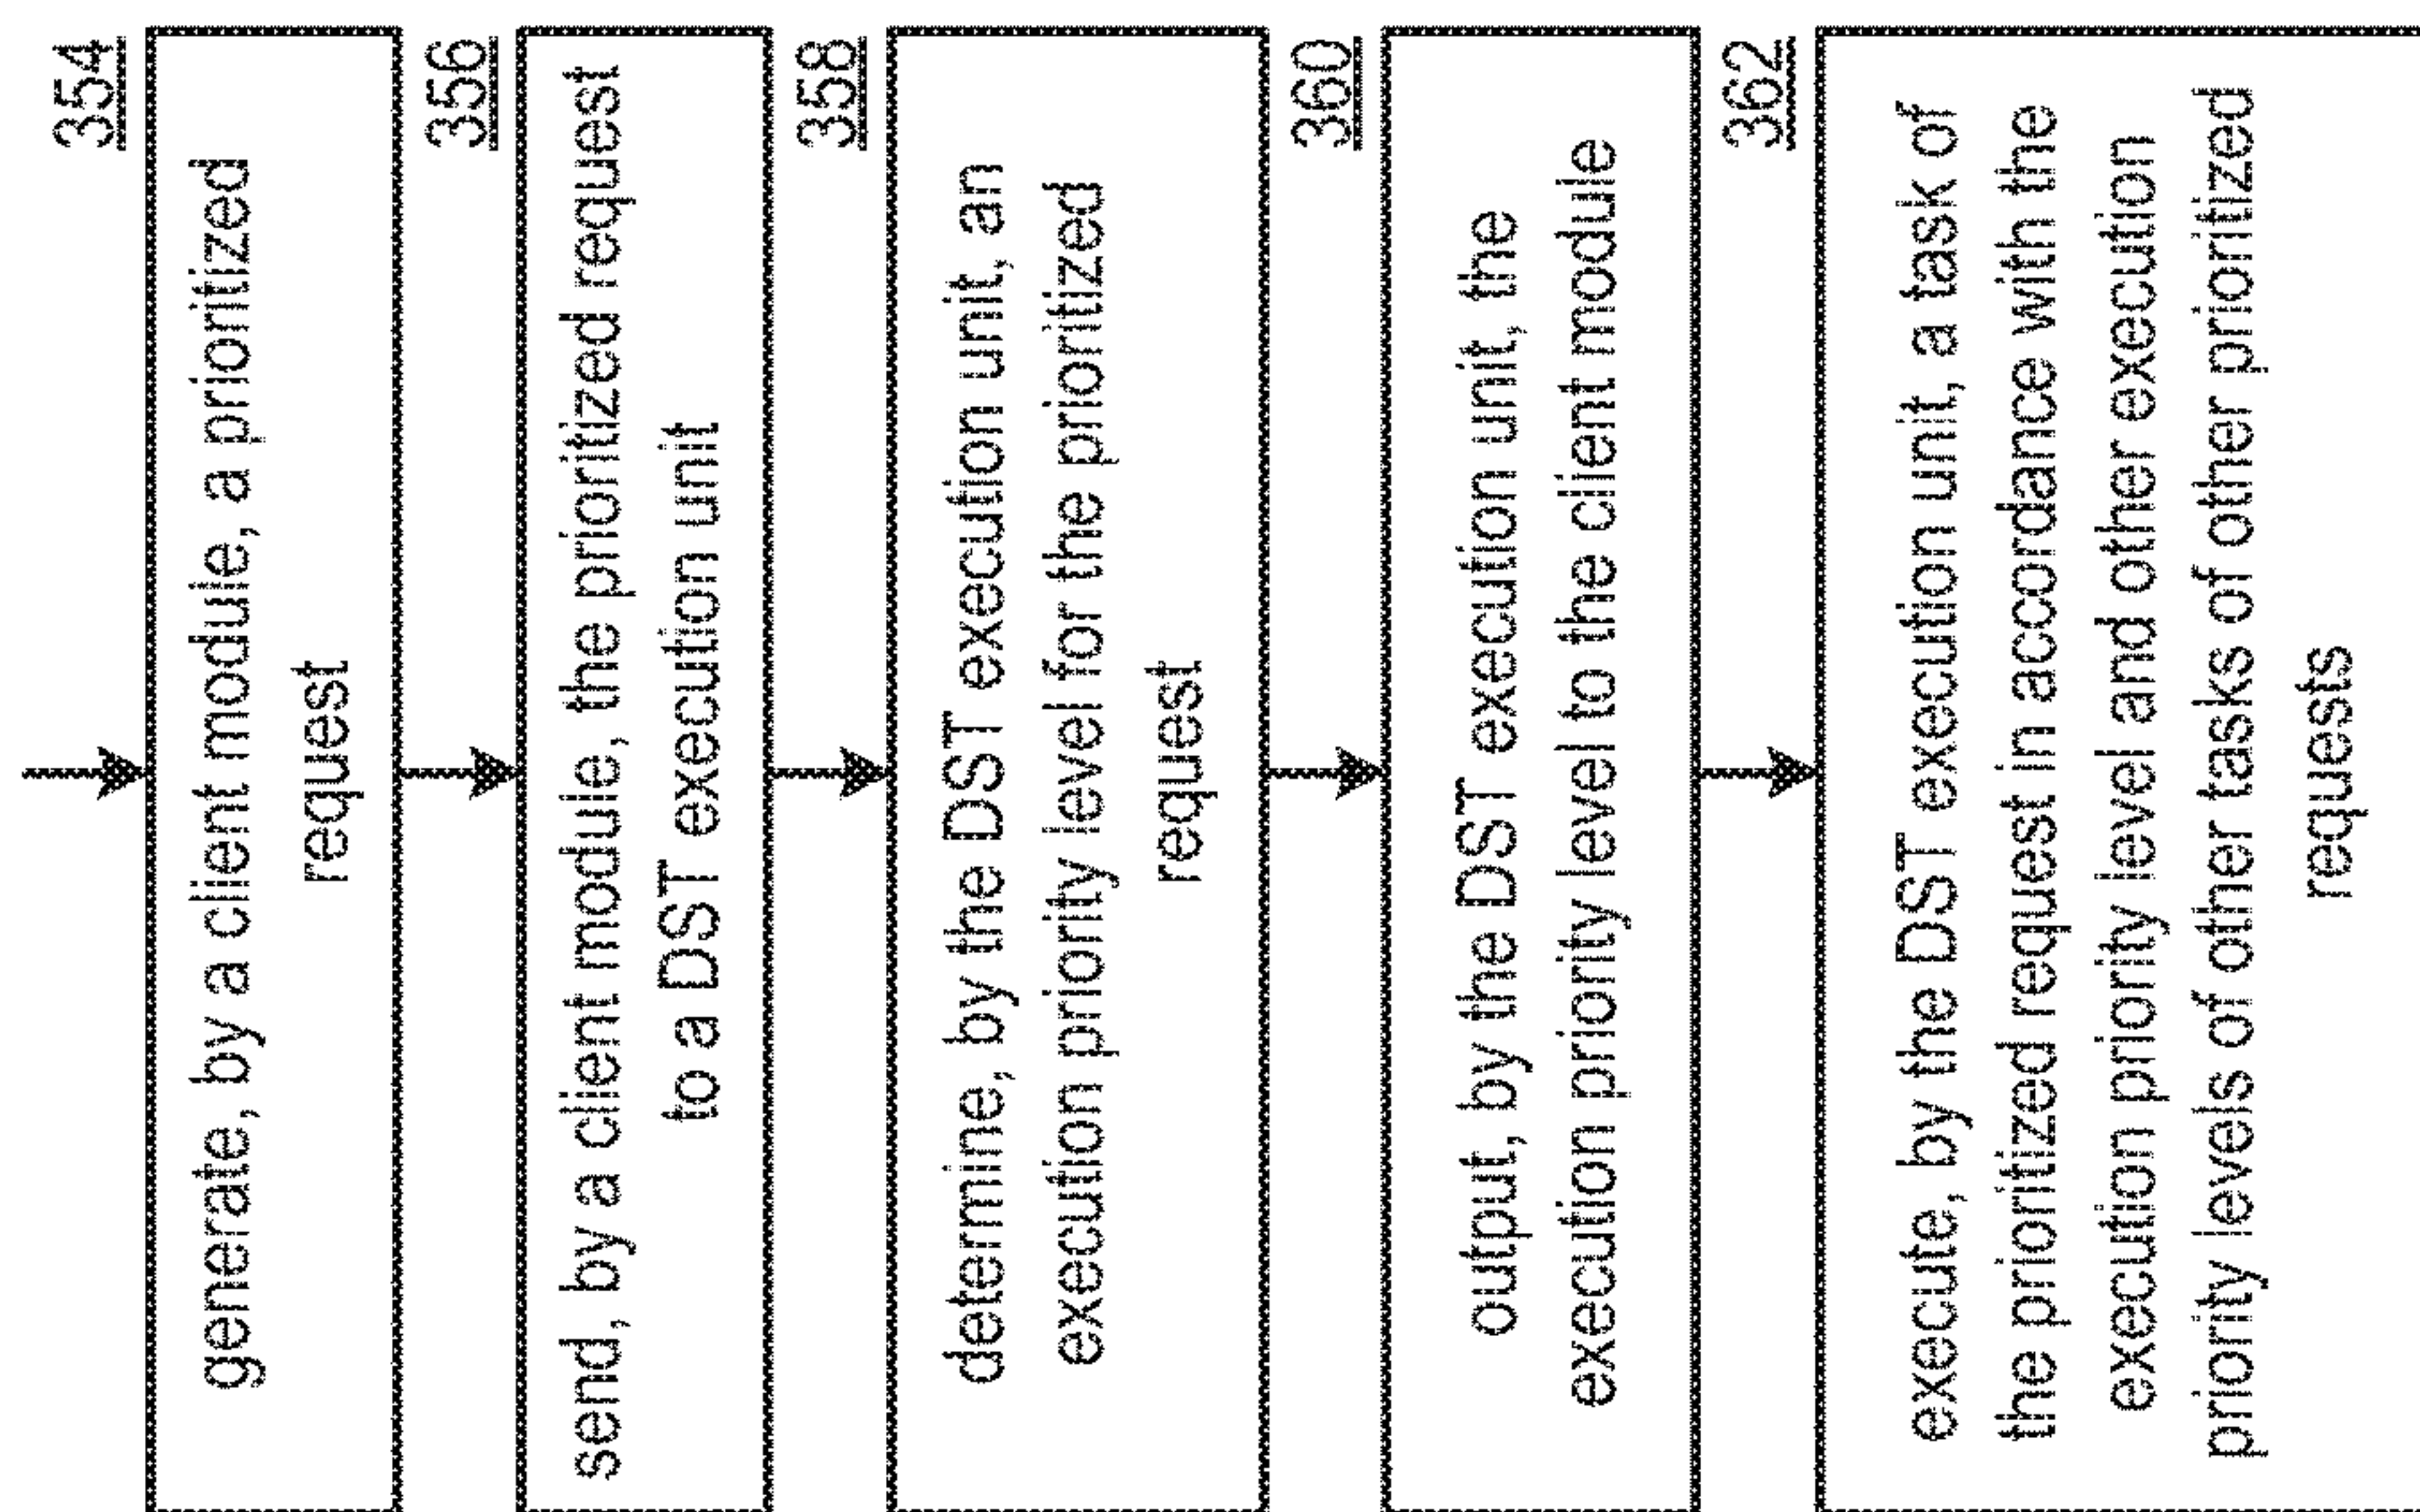 354
generate, by a client module, a prioritized
request
356
send, by a client module, the prioritized request
to a DST execution unit
358
determine, by the DST execution unit, an
execution priority level for the prioritized
request
360
output, by the DST execution unit, the
execution priority level to the client module
362
execute, by the DST execution unit, a task of
the prioritized request in accordance with the
execution priority level and other execution
priority levels of other tasks of other prioritized
requests